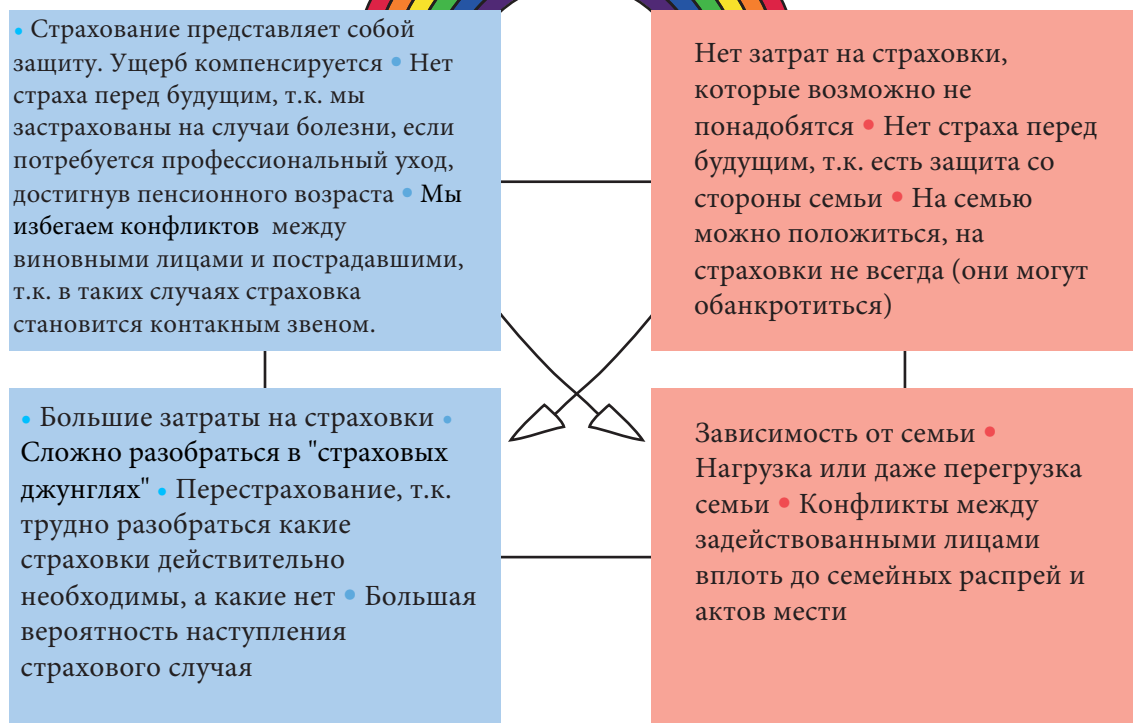 • Страхование представляет собой
защиту. Ущерб компенсируется • Нет
страха перед будущим, т.к. мы
застрахованы на случаи болезни, если
потребуется профессиональный уход,
достигнув пенсионного возраста • Мы
избегаем конфликтов между
виновными лицами и пострадавшими,
т.к. в таких случаях страховка
становится контакным звеном.
Нет затрат на страховки,
которые возможно не
понадобятся • Нет страха перед
будущим, т.к. есть защита со
стороны семьи • На семью
можно положиться, на
страховки не всегда (они могут
обанкротиться)
• Большие затраты на страховки •
Сложно разобраться в "страховых
джунглях" • Перестрахование, т.к.
трудно разобраться какие
страховки действительно
необходимы, а какие нет • Большая
вероятность наступления
страхового случая
Зависимость от семьи •
Нагрузка или даже перегрузка
семьи • Конфликты между
задействованными лицами
вплоть до семейных распрей и
актов мести